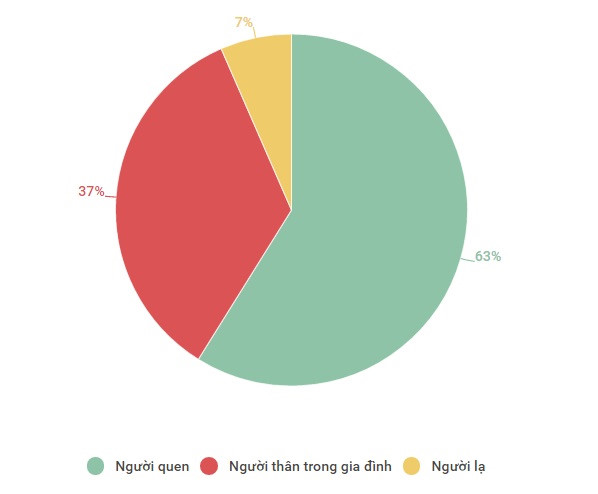 7%
37%
63%
Người quen Người thân trong gia đình Người lạ